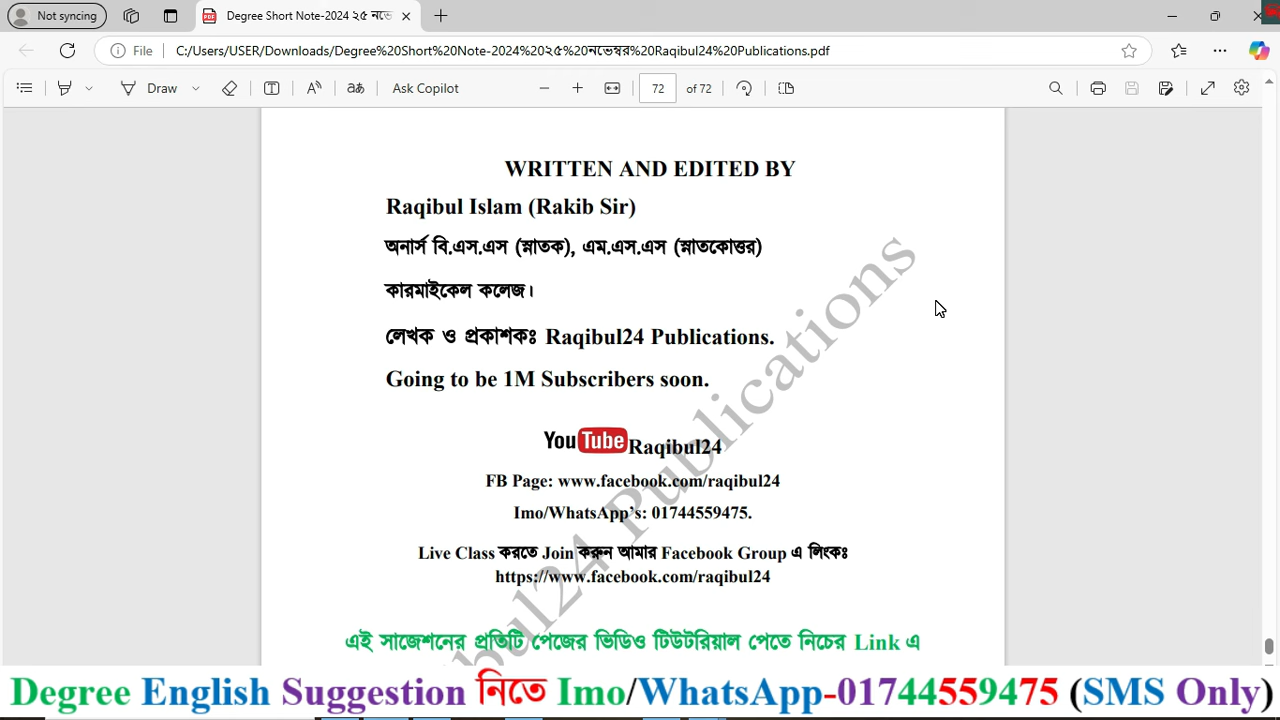 Not syncing
Degree Short Note-2024 ২৫ নভে
File
C:/Users/USER/Downloads/Degree%20Short%20Note-2024%20২৫%20নভেম্বর%20Raqibul24%20Publications.pdf
Draw
aあ
Ask Copilot
72
of 72
WRITTEN AND EDITED BY
Raqibul Islam (Rakib Sir)
অনার্স বি.এস.এস (স্নাতক), এম.এস.এস (স্নাতকোত্তর)
কারমাইকেল কলেজ।
লেখক ও প্রকাশকঃ Raqibul24 Publications.
Going to be 1M Subscribers soon.
YouTube Raqibul24
FB Page: www.facebook.com/raqibul24
Imo/WhatsApp's: 01744559475.
Live Class করতে Join করুন আমার Facebook Group এ লিংকঃ
https://www.facebook.com/raqibul24
এই সাজেশনের প্রতিটি পেজের ভিডিও টিউটরিয়াল পেতে নিচের Link এ
bul24 Publications
Degree English Suggestion নিতে Imo/WhatsApp-01744559475 (SMS Only)